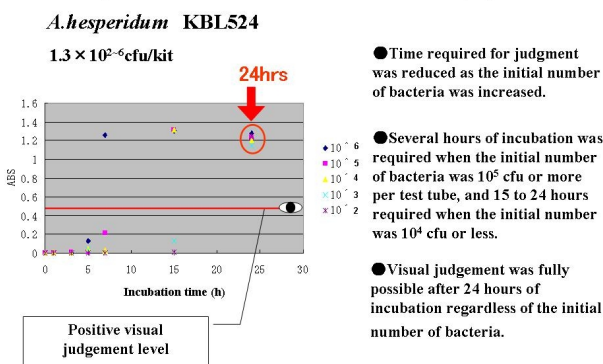 A.hesperidum KBL524
1.3×10²⁻⁶cfu/kit
24hrs
1.6
1.4
1.2
1
0.8
0.6
0.4
0.2
0
ABS
0 5 10 15 20 25 30
Incubation time (h)
10^6
10^5
10^4
10^3
10^2
Positive visual
judgement level
●Time required for judgment
was reduced as the initial number
of bacteria was increased.
●Several hours of incubation was
required when the initial number
of bacteria was 10⁵ cfu or more
per test tube, and 15 to 24 hours
required when the initial number
was 10⁴ cfu or less.
●Visual judgement was fully
possible after 24 hours of
incubation regardless of the initial
number of bacteria.